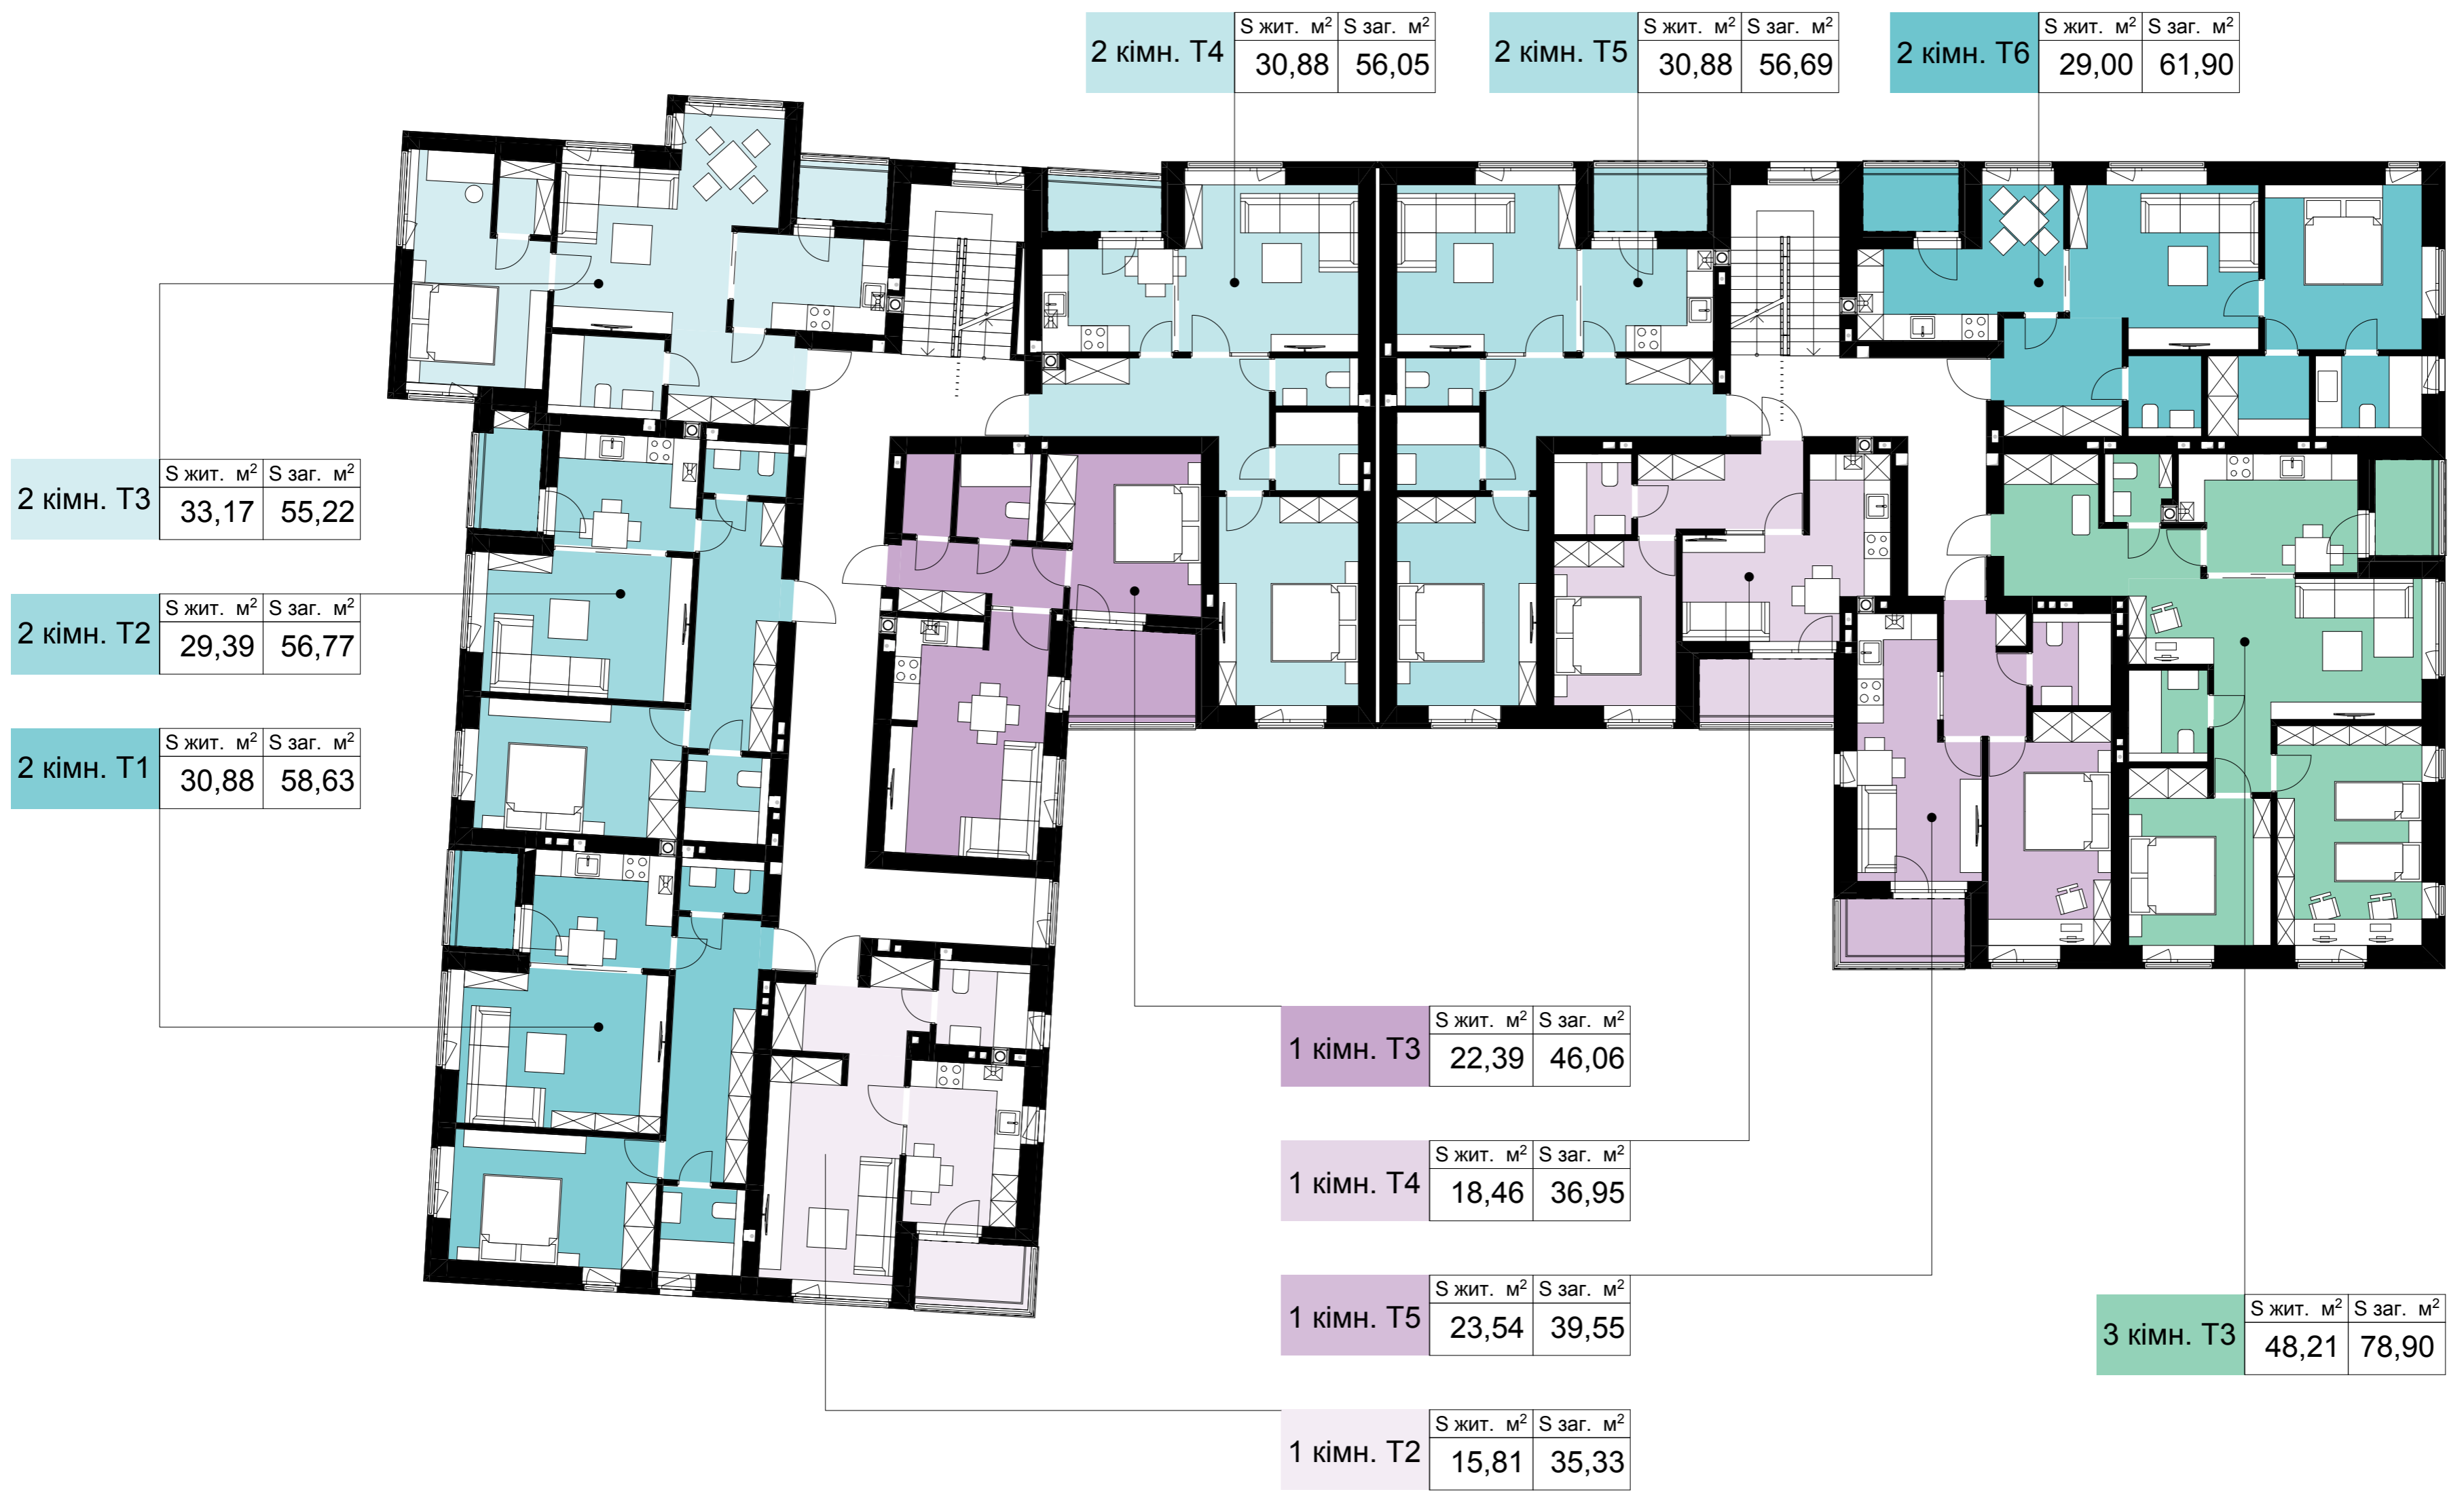 2 кімн. Т4
S жит. м² S заг. м²
30,88 56,05
2 кімн. Т5
S жит. м² S заг. м²
30,88 56,69
2 кімн. Т6
S жит. м² S заг. м²
29,00 61,90
2 кімн. Т3
S жит. м² S заг. м²
33,17 55,22
2 кімн. Т2
S жит. м² S заг. м²
29,39 56,77
2 кімн. Т1
S жит. м² S заг. м²
30,88 58,63
1 кімн. Т3
S жит. м² S заг. м²
22,39 46,06
1 кімн. Т4
S жит. м² S заг. м²
18,46 36,95
1 кімн. Т5
S жит. м² S заг. м²
23,54 39,55
3 кімн. Т3
S жит. м² S заг. м²
48,21 78,90
1 кімн. Т2
S жит. м² S заг. м²
15,81 35,33